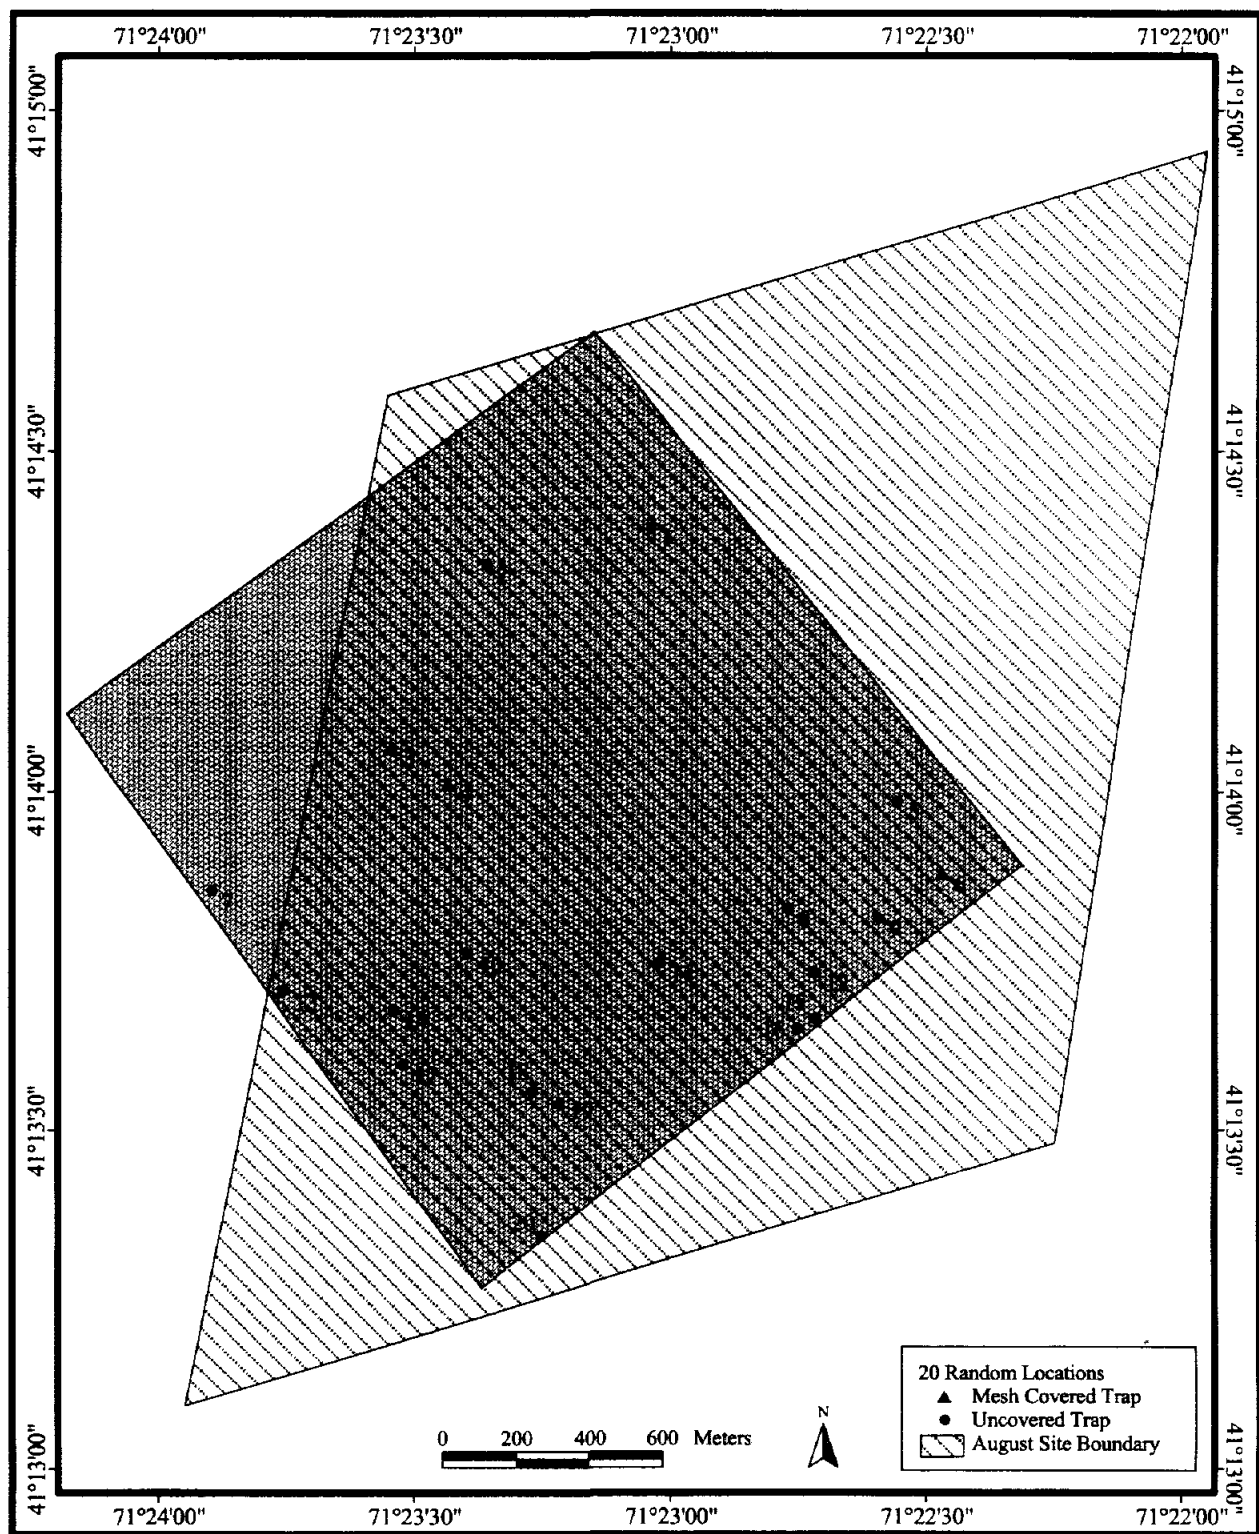 71°24'00" 71°23'30" 71°23'00" 71°22'30" 71°22'00"
41°15'00" 41°15'00"
41°14'30" 41°14'30"
41°14'00" 41°14'00"
41°13'30" 41°13'30"
41°13'00" 41°13'00"
20 Random Locations
Mesh Covered Trap
Uncovered Trap
August Site Boundary
0 200 400 600 Meters
N
71°24'00" 71°23'30" 71°23'00" 71°22'30" 71°22'00"